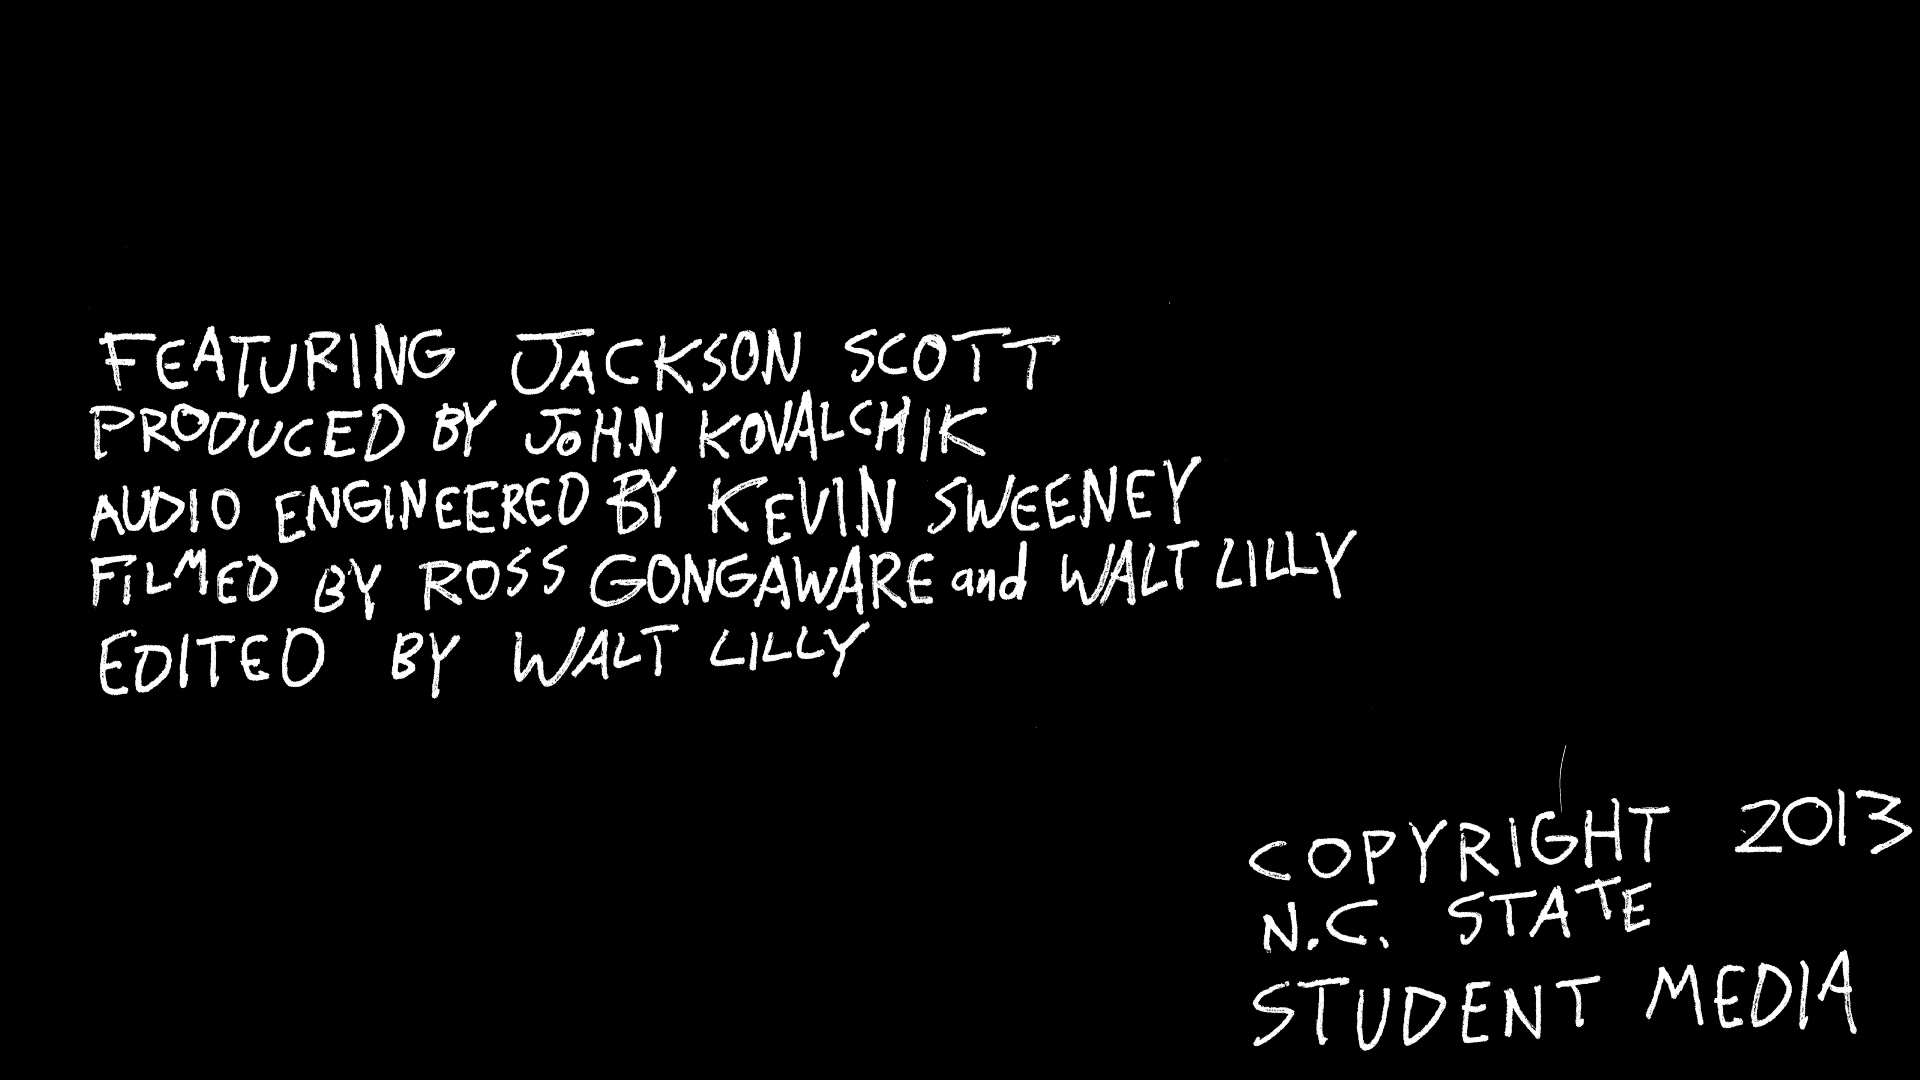 FEATURING JACKSON SCOTT
PRODUCED BY JOHN KOVALCHIK
AUDIO ENGINEERED BY KEVIN SWEENEY
FILMED BY ROSS GONGAWARE and WALT LILLY
EDITED BY WALT LILLY
COPYRIGHT 2013
N.C. STATE
STUDENT MEDIA